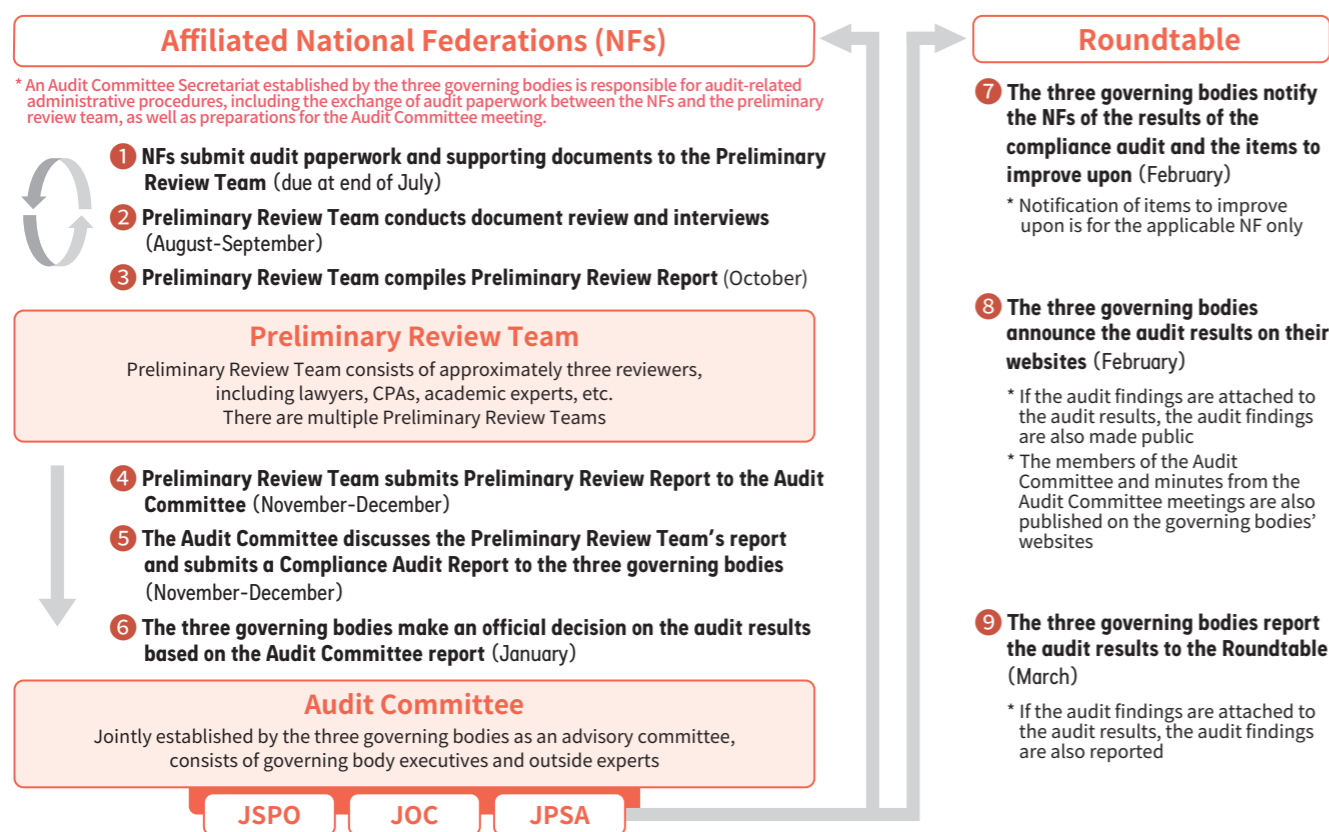 Affiliated National Federations (NFs)
* An Audit Committee Secretariat established by the three governing bodies is responsible for audit-related
administrative procedures, including the exchange of audit paperwork between the NFs and the preliminary
review team, as well as preparations for the Audit Committee meeting.
1 NFs submit audit paperwork and supporting documents to the Preliminary
Review Team (due at end of July)
2 Preliminary Review Team conducts document review and interviews
(August-September)
3 Preliminary Review Team compiles Preliminary Review Report (October)
Preliminary Review Team
Preliminary Review Team consists of approximately three reviewers,
including lawyers, CPAs, academic experts, etc.
There are multiple Preliminary Review Teams
4 Preliminary Review Team submits Preliminary Review Report to the Audit
Committee (November-December)
5 The Audit Committee discusses the Preliminary Review Team's report
and submits a Compliance Audit Report to the three governing bodies
(November-December)
6 The three governing bodies make an official decision on the audit results
based on the Audit Committee report (January)
Audit Committee
Jointly established by the three governing bodies as an advisory committee,
consists of governing body executives and outside experts
JSPO JOC JPSA
Roundtable
7 The three governing bodies notify
the NFs of the results of the
compliance audit and the items to
improve upon (February)
* Notification of items to improve
upon is for the applicable NF only
8 The three governing bodies
announce the audit results on their
websites (February)
* If the audit findings are attached to
the audit results, the audit findings
are also made public
* The members of the Audit
Committee and minutes from the
Audit Committee meetings are also
published on the governing bodies'
websites
9 The three governing bodies report
the audit results to the Roundtable
(March)
* If the audit findings are attached to
the audit results, the audit findings
are also reported